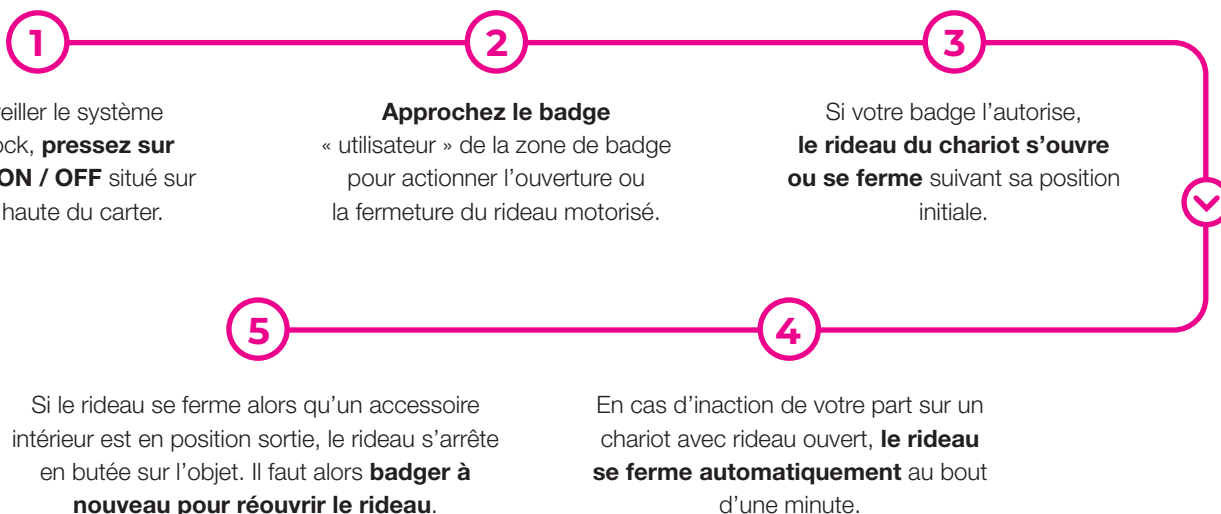 1
2
3
eiller le système
ock, pressez sur
ON / OFF situé sur
haute du carter.
Approchez le badge
« utilisateur » de la zone de badge
pour actionner l’ouverture ou
la fermeture du rideau motorisé.
Si votre badge l’autorise,
le rideau du chariot s’ouvre
ou se ferme suivant sa position
initiale.
4
En cas d’inaction de votre part sur un
chariot avec rideau ouvert, le rideau
se ferme automatiquement au bout
d’une minute.
5
Si le rideau se ferme alors qu’un accessoire
intérieur est en position sortie, le rideau s’arrête
en butée sur l’objet. Il faut alors badger à
nouveau pour réouvrir le rideau.